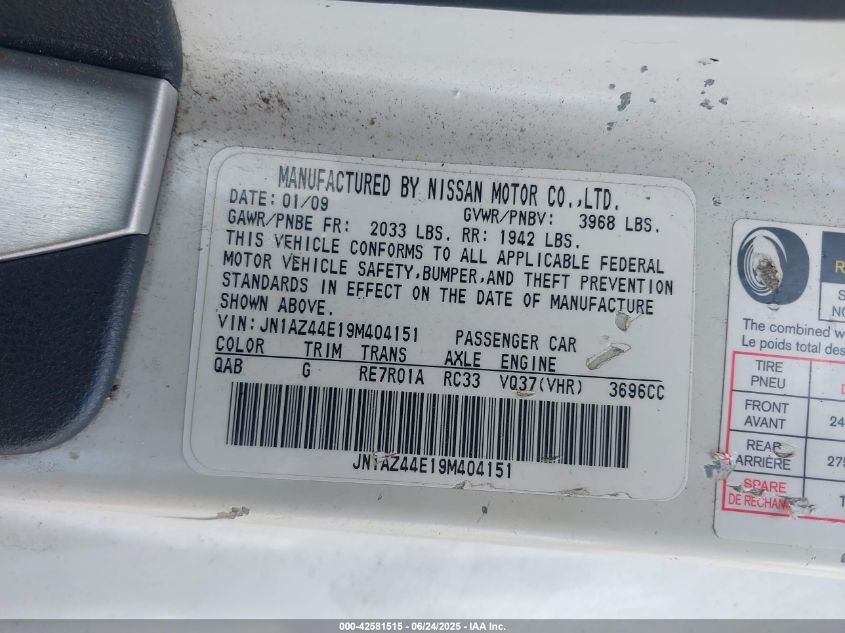 MANUFACTURED BY NISSAN MOTOR CO.,LTD.
DATE: 01/09 GVWR/PNBV: 3968 LBS.
GAWR/PNBE FR: 2033 LBS. RR: 1942 LBS.
THIS VEHICLE CONFORMS TO ALL APPLICABLE FEDERAL
MOTOR VEHICLE SAFETY,BUMPER,AND THEFT PREVENTION
STANDARDS IN EFFECT ON THE DATE OF MANUFACTURE
SHOWN ABOVE.
VIN:JN1AZ44E19M404151 PASSENGER CAR
COLOR TRIM TRANS AXLE ENGINE
QAB G RE7R01A RC33 VQ37(VHR) 3696CC
JN1AZ44E19M404151
The combined w
Le poids total des
TIRE
PNEU
FRONT
AVANT
24
REAR
ARRIÈRE
275
SPARE
DE RECHANGE
T
000-42581515 - 06/24/2025 - IAA Inc.